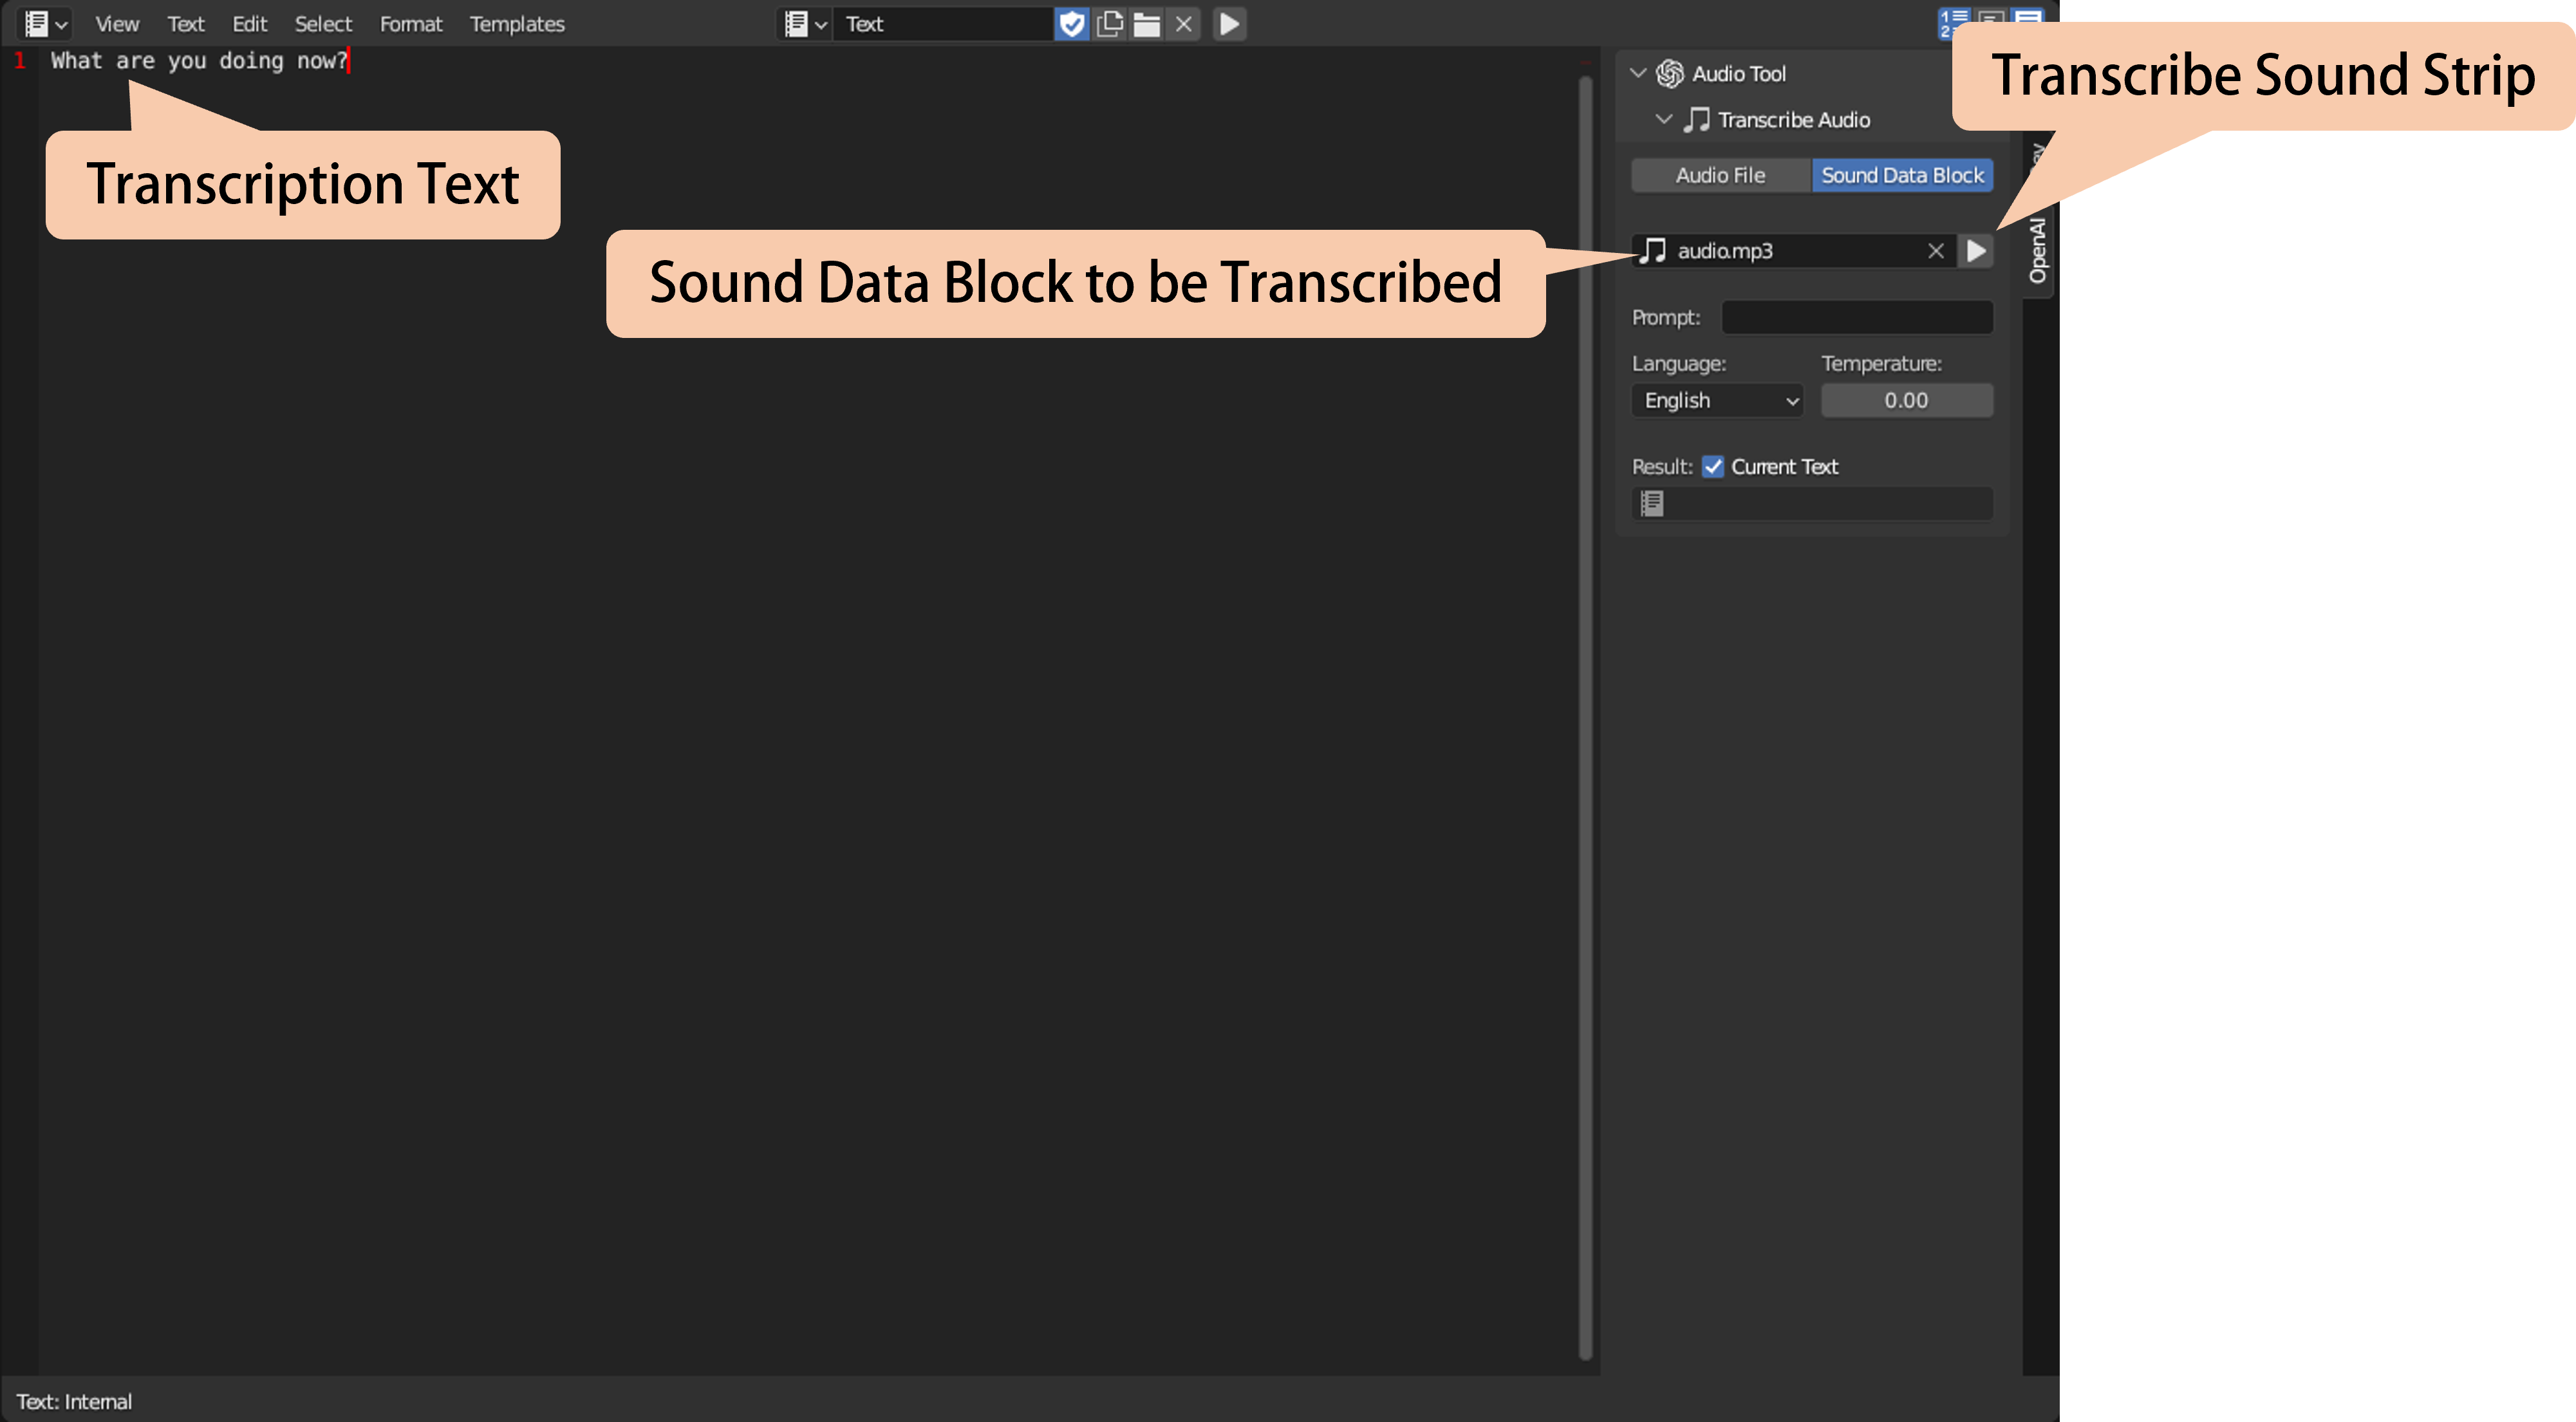 View Text Edit Select Format Templates Text
1 What are you doing now?
Transcription Text
Sound Data Block to be Transcribed
Transcribe Sound Strip
Audio Tool
Transcribe Audio
Audio File Sound Data Block
audio.mp3
Prompt:
Language: Temperature:
English 0.00
Result: Current Text
OpenAI
Text: Internal